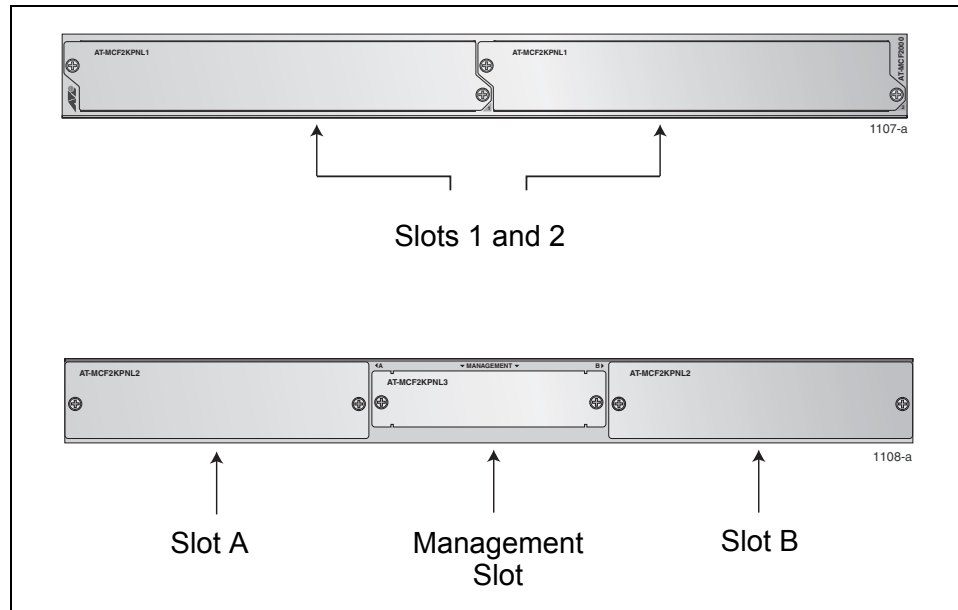 AT-MCF2KPNL1
AT-MCF2KPNL1
AT-MCF2000
1107-a
Slots 1 and 2
◂A
▾ MANAGEMENT ▾
B▸
AT-MCF2KPNL2
AT-MCF2KPNL3
AT-MCF2KPNL2
1108-a
Slot A
Management
Slot
Slot B